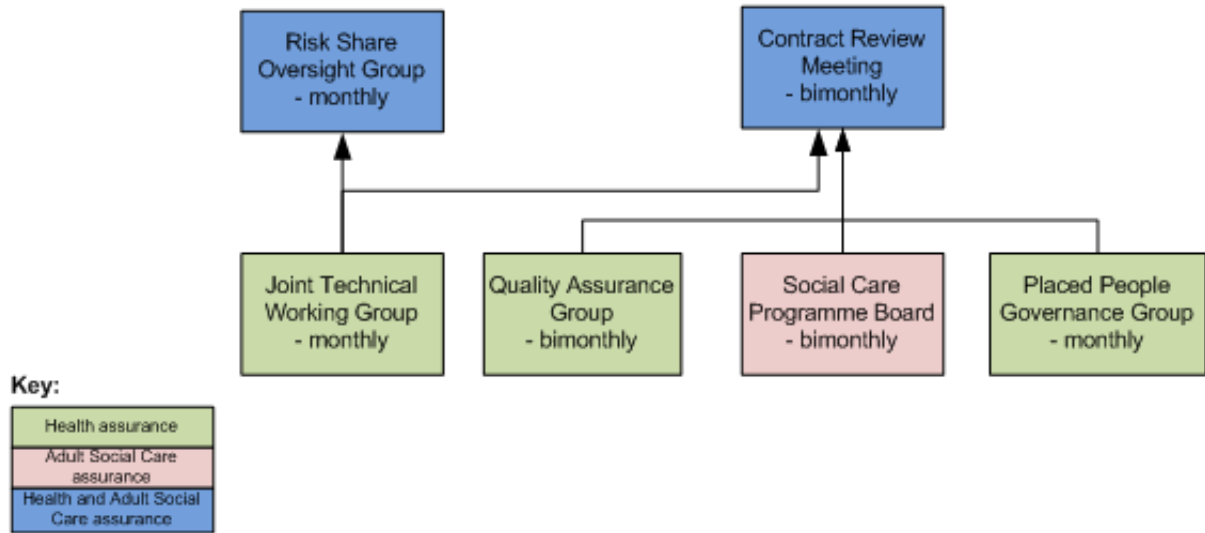 Risk Share
Oversight Group
- monthly
Contract Review
Meeting
- bimonthly
Joint Technical
Working Group
- monthly
Quality Assurance
Group
- bimonthly
Social Care
Programme Board
- bimonthly
Placed People
Governance Group
- monthly
Key:
Health assurance
Adult Social Care
assurance
Health and Adult Social
Care assurance